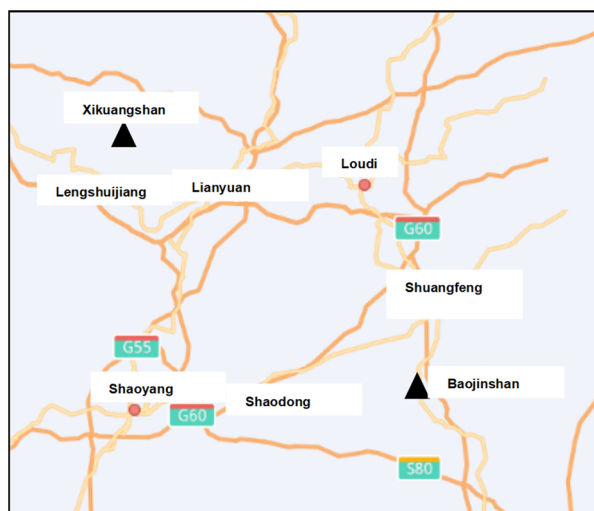 Xikuangshan
Loudi
Lengshuijiang
Lianyuan
G60
Shuangfeng
G55
Shaoyang
Baojinshan
Shaodong
G60
S80